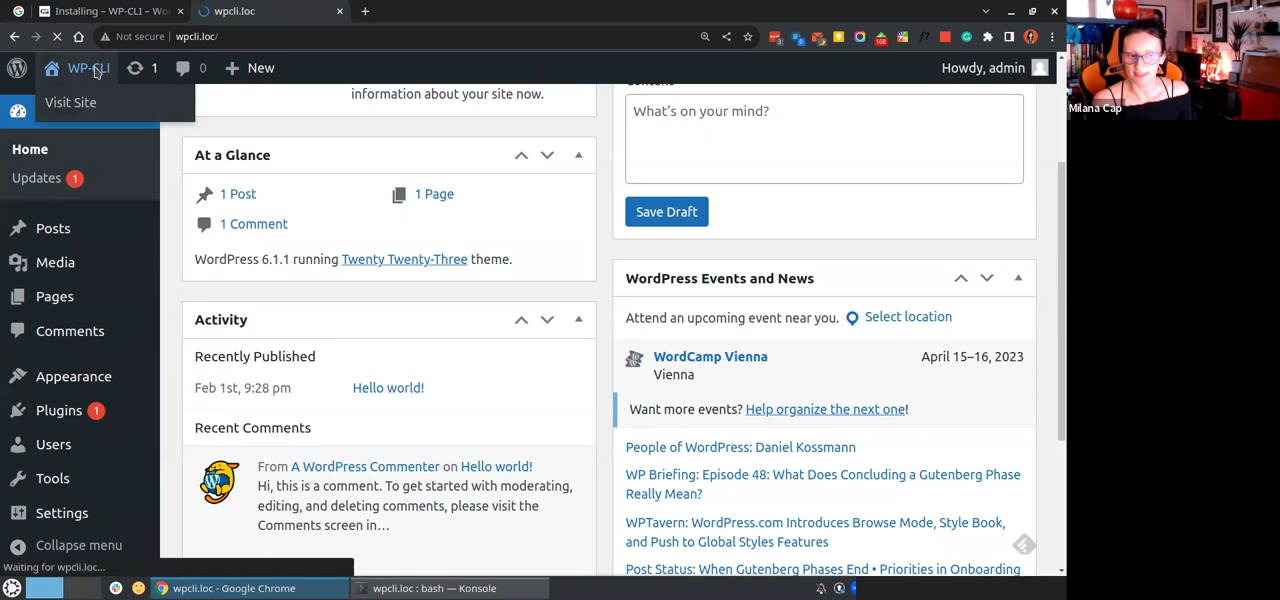 Installing – WP-CLI – Wo
wpcli.loc
Not secure
wpcli.loc/
108
Milana Cap
WP-CLI
1
0
New
Howdy, admin
Visit Site
information about your site now.
Home
Updates 1
Posts
Media
Pages
Comments
Appearance
Plugins 1
Users
Tools
Settings
Collapse menu
At a Glance
1 Post
1 Page
1 Comment
WordPress 6.1.1 running Twenty Twenty-Three theme.
Activity
Recently Published
Feb 1st, 9:28 pm
Hello world!
Recent Comments
From A WordPress Commenter on Hello world!
Hi, this is a comment. To get started with moderating,
editing, and deleting comments, please visit the
Comments screen in…
What's on your mind?
Save Draft
WordPress Events and News
Attend an upcoming event near you.
Select location
WordCamp Vienna
April 15–16, 2023
Vienna
Want more events? Help organize the next one!
People of WordPress: Daniel Kossmann
WP Briefing: Episode 48: What Does Concluding a Gutenberg Phase
Really Mean?
WPTavern: WordPress.com Introduces Browse Mode, Style Book,
and Push to Global Styles Features
Post Status: When Gutenberg Phases End • Priorities in Onboarding
Waiting for wpcli.loc...
wpcli.loc - Google Chrome
wpcli.loc : bash — Konsole